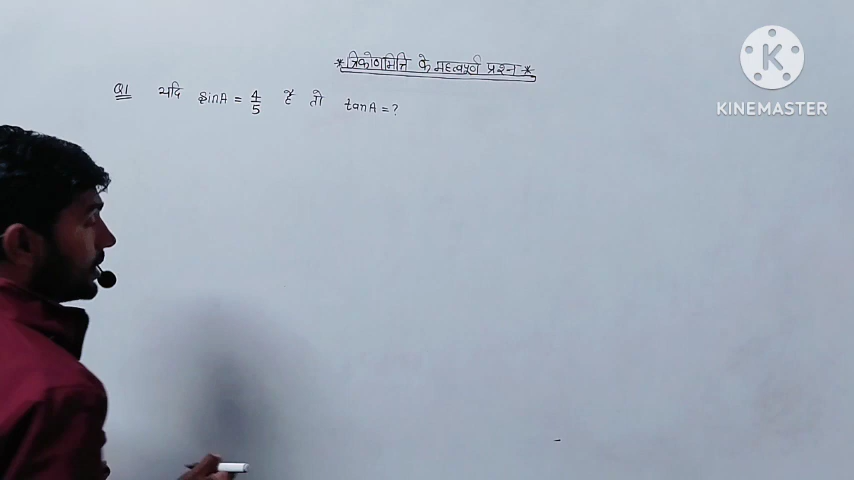 *त्रिकोणमिति के महत्वपूर्ण प्रश्न*
Q1 यदि sinA = 4/5 है तो tanA = ?
KINEMASTER